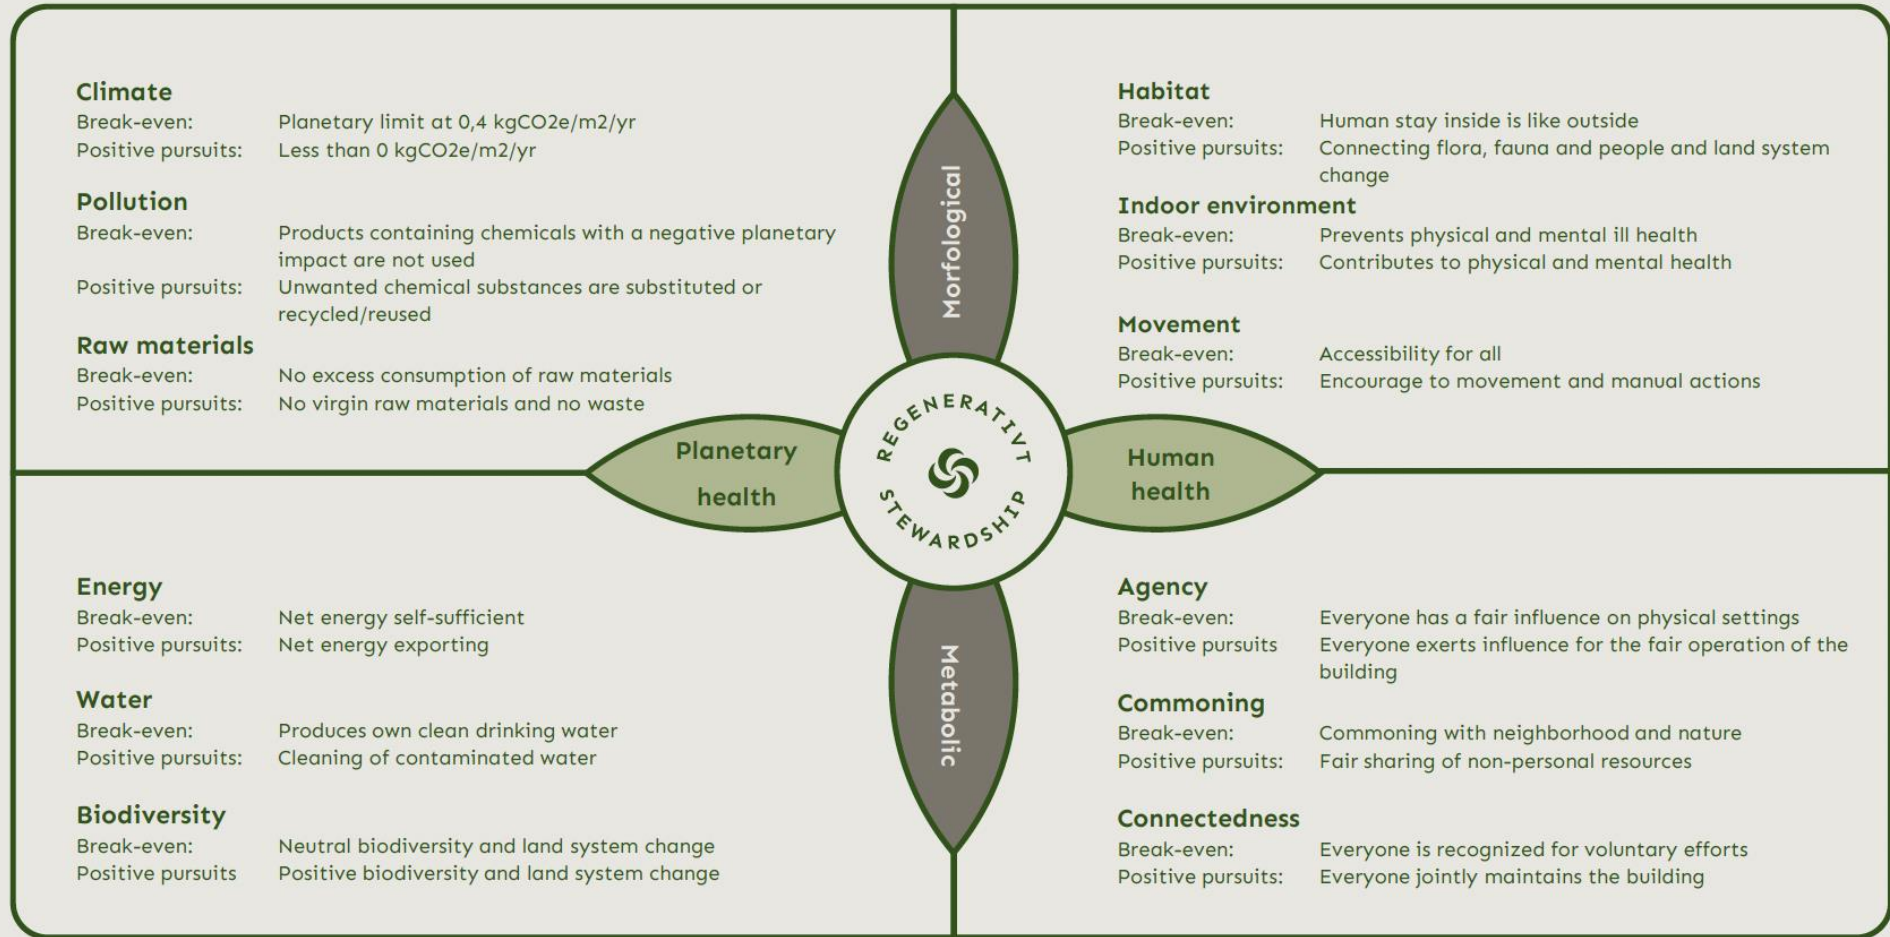 Climate
Break-even: Planetary limit at 0,4 kgCO2e/m2/yr
Positive pursuits: Less than 0 kgCO2e/m2/yr
Pollution
Break-even: Products containing chemicals with a negative planetary
impact are not used
Positive pursuits: Unwanted chemical substances are substituted or
recycled/reused
Raw materials
Break-even: No excess consumption of raw materials
Positive pursuits: No virgin raw materials and no waste
Morfological
Habitat
Break-even: Human stay inside is like outside
Positive pursuits: Connecting flora, fauna and people and land system
change
Indoor environment
Break-even: Prevents physical and mental ill health
Positive pursuits: Contributes to physical and mental health
Movement
Break-even: Accessibility for all
Positive pursuits: Encourage to movement and manual actions
Planetary
health
REGENERATIVT
STEWARDSHIP
Human
health
Energy
Break-even: Net energy self-sufficient
Positive pursuits: Net energy exporting
Water
Break-even: Produces own clean drinking water
Positive pursuits: Cleaning of contaminated water
Biodiversity
Break-even: Neutral biodiversity and land system change
Positive pursuits Positive biodiversity and land system change
Metabolic
Agency
Break-even: Everyone has a fair influence on physical settings
Positive pursuits Everyone exerts influence for the fair operation of the
building
Commoning
Break-even: Commoning with neighborhood and nature
Positive pursuits: Fair sharing of non-personal resources
Connectedness
Break-even: Everyone is recognized for voluntary efforts
Positive pursuits: Everyone jointly maintains the building